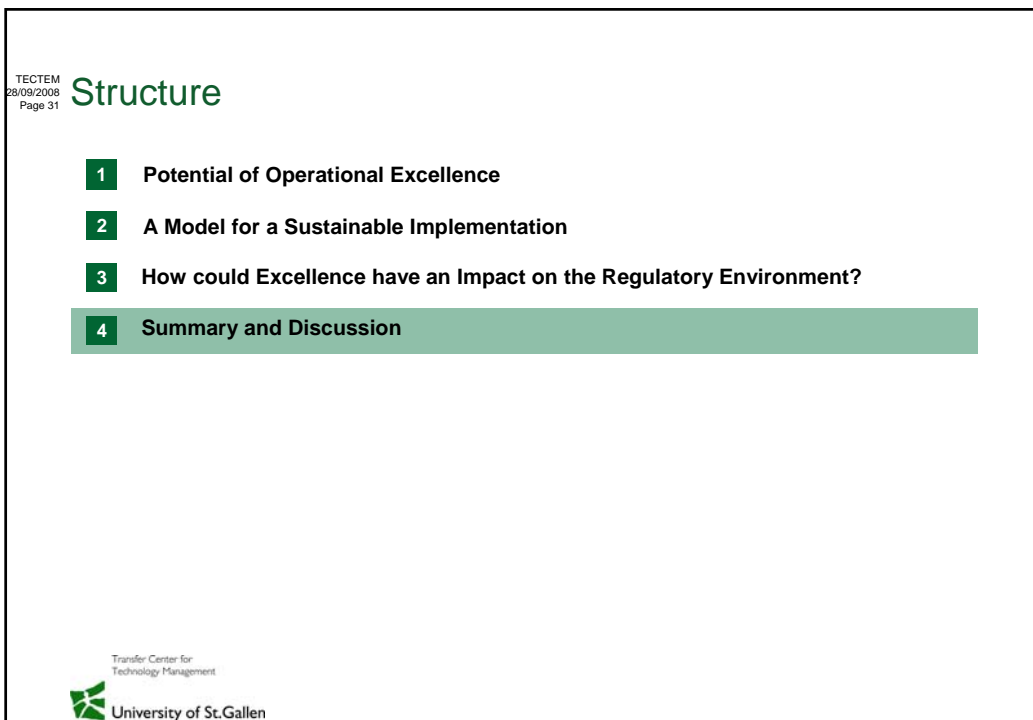 TECTEM
28/09/2008
Page 31
Structure
1 Potential of Operational Excellence
2 A Model for a Sustainable Implementation
3 How could Excellence have an Impact on the Regulatory Environment?
4 Summary and Discussion
Transfer Center for
Technology Management
University of St.Gallen